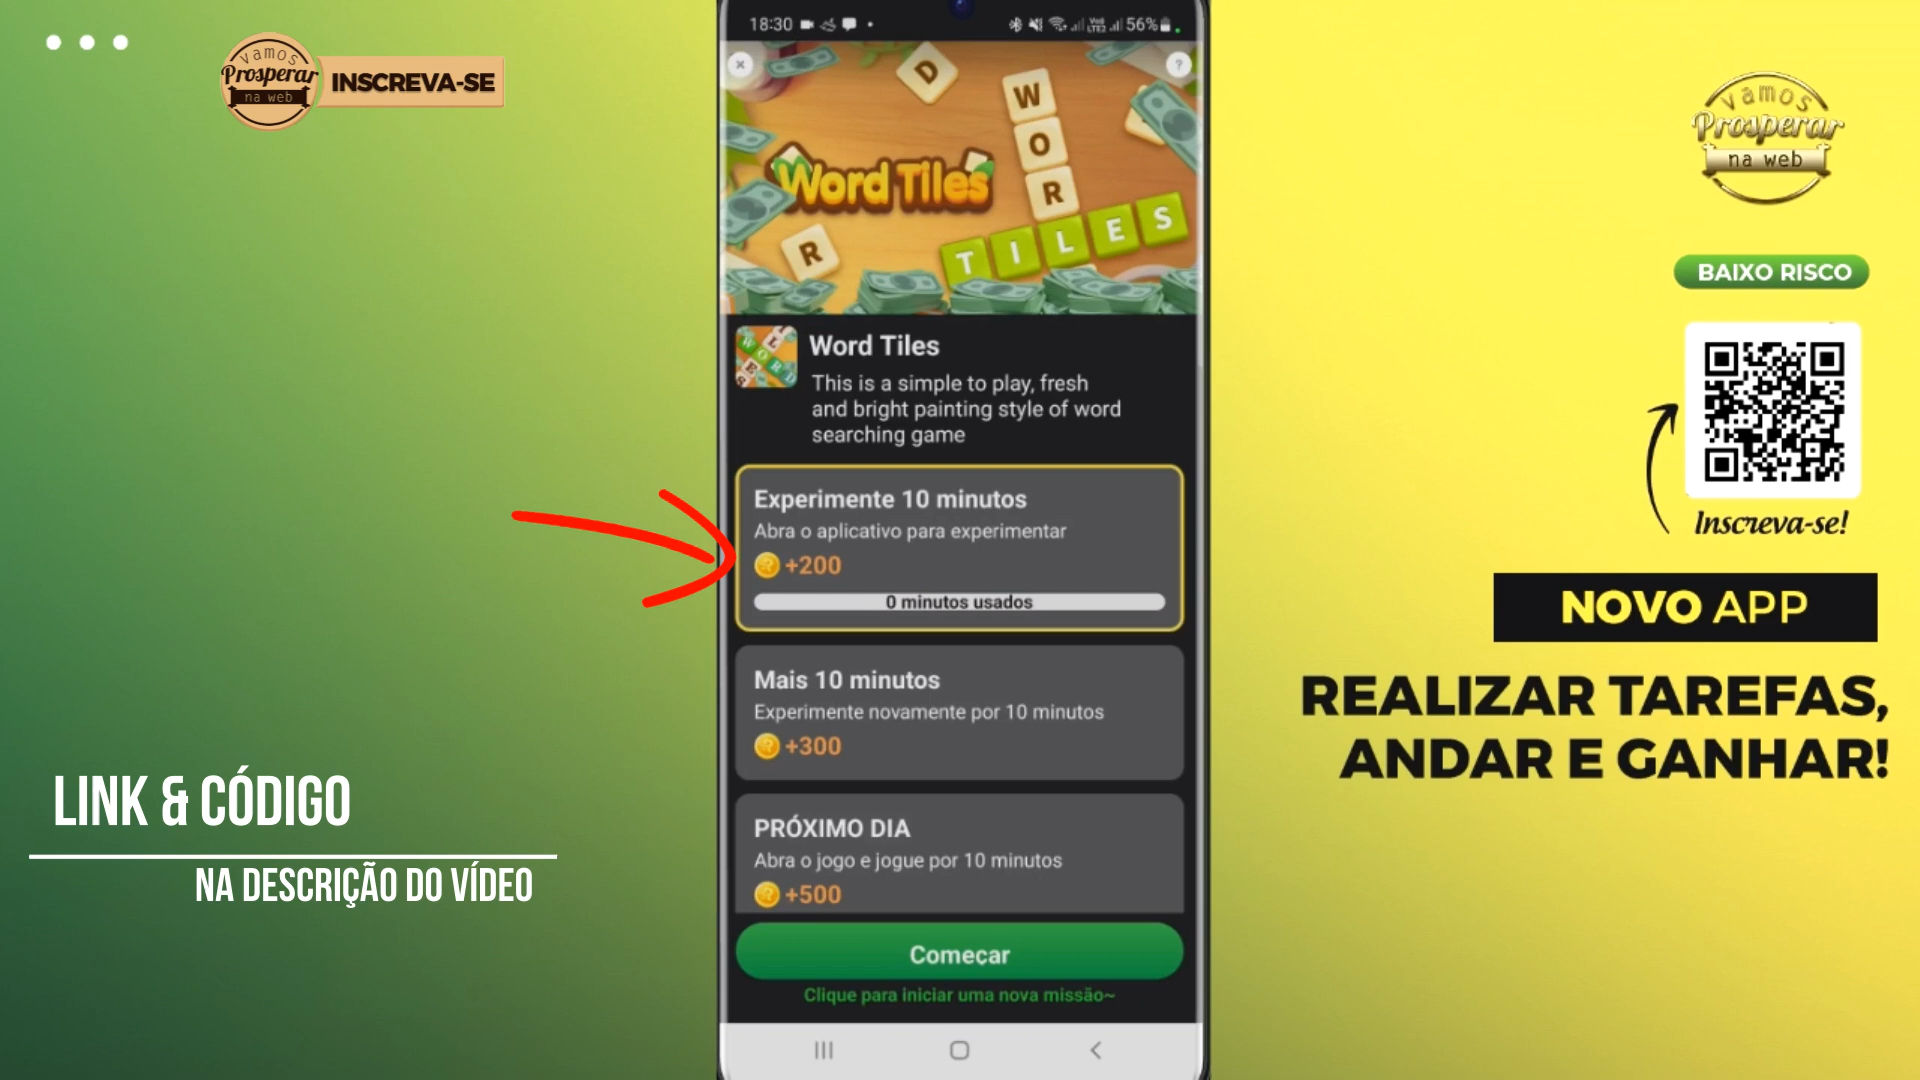 vamos
Prosperar
na web
INSCREVA-SE
18:30
VoD
LTE2
56%
D
W
O
R
T I L E S
Word Tiles
R
Word Tiles
This is a simple to play, fresh
and bright painting style of word
searching game
Experimente 10 minutos
Abra o aplicativo para experimentar
+200
0 minutos usados
Mais 10 minutos
Experimente novamente por 10 minutos
+300
PRÓXIMO DIA
Abra o jogo e jogue por 10 minutos
+500
Começar
Clique para iniciar uma nova missão~
LINK & CÓDIGO
NA DESCRIÇÃO DO VÍDEO
vamos
Prosperar
na web
BAIXO RISCO
Inscreva-se!
NOVO APP
REALIZAR TAREFAS,
ANDAR E GANHAR!